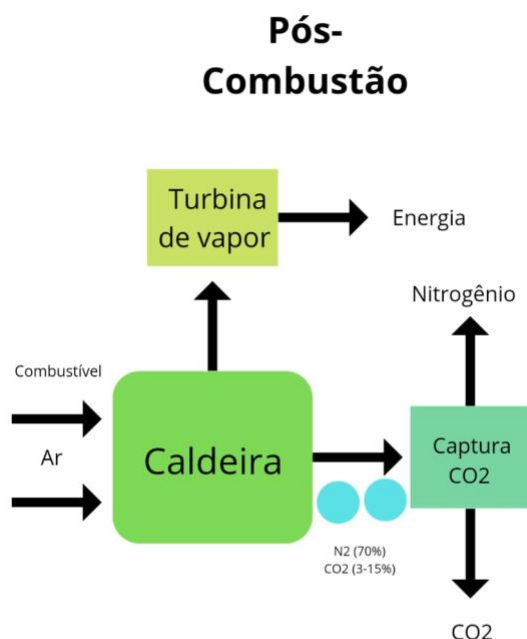 Pós-
Combustão
Turbina
de vapor
Energia
Nitrogênio
Combustível
Ar
Caldeira
Captura
CO2
N2 (70%)
CO2 (3-15%)
CO2